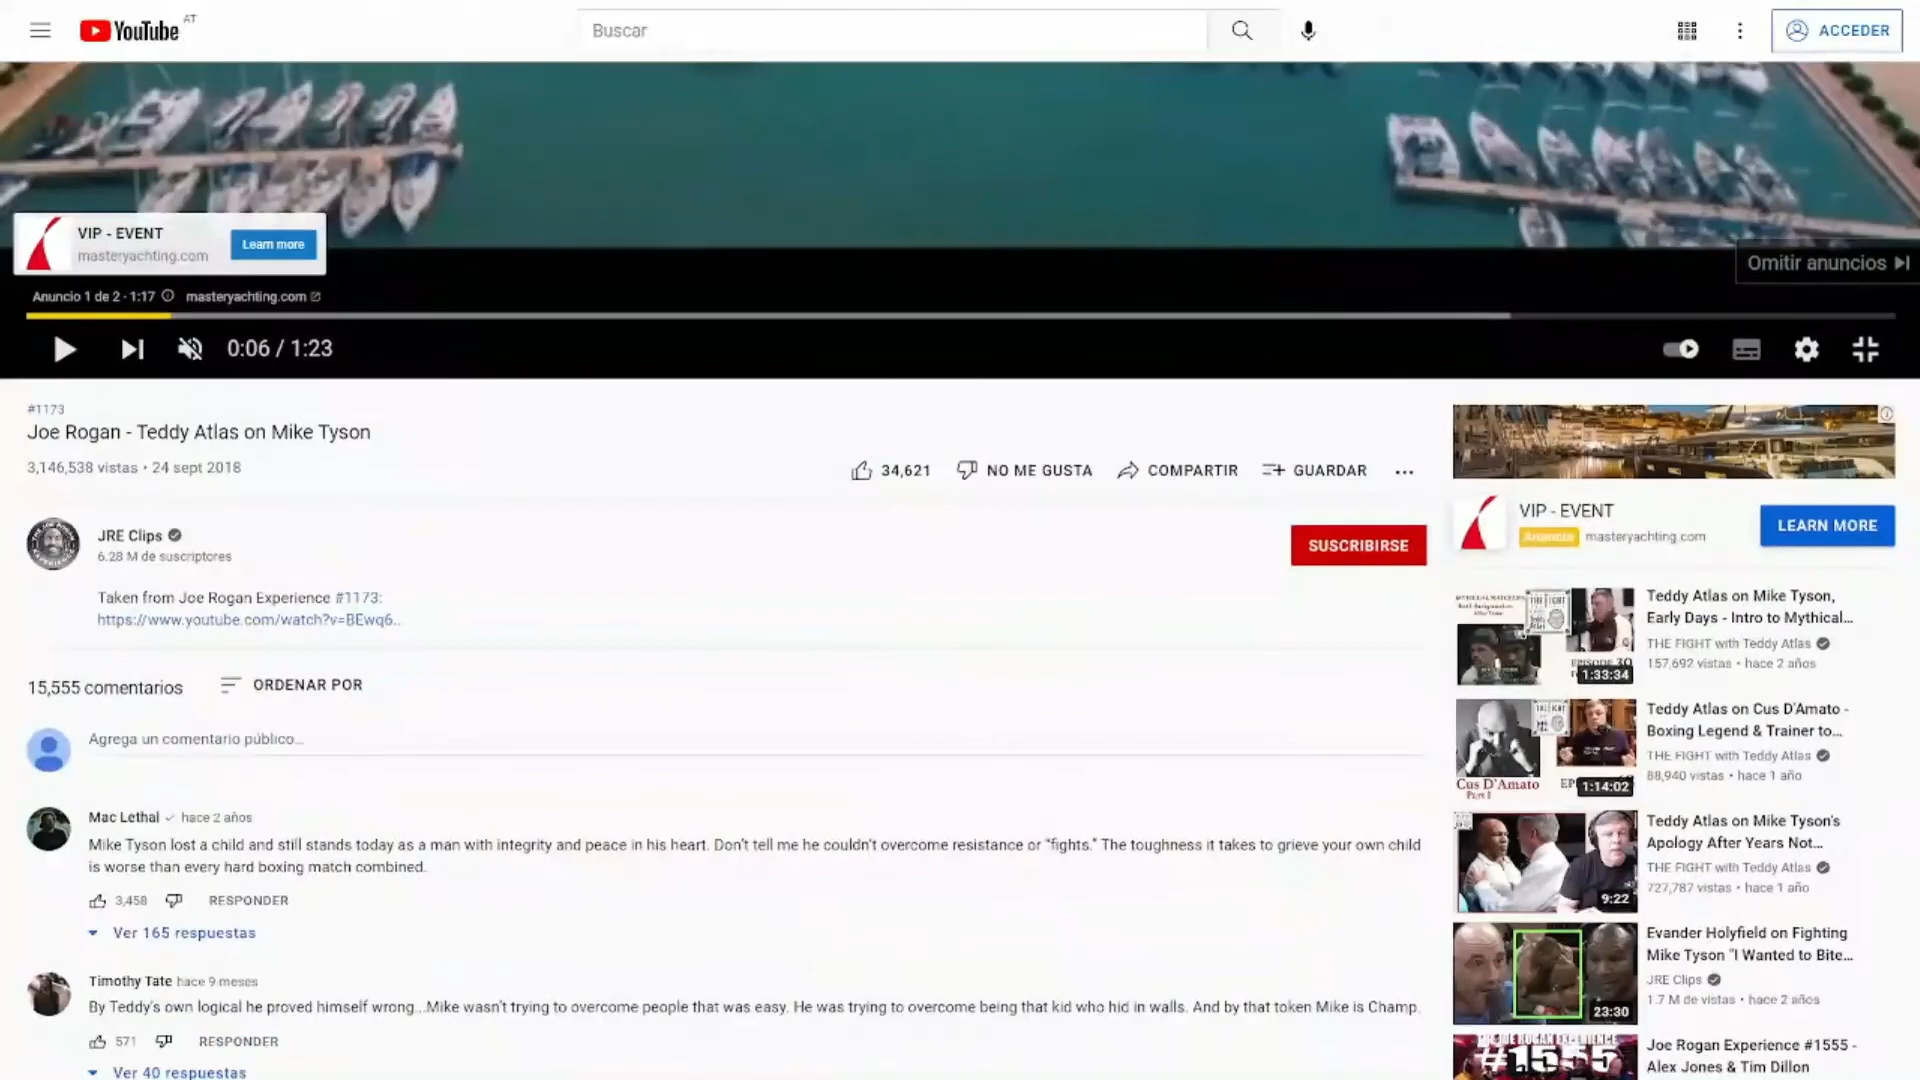 YouTube AT
Buscar
ACCEDER
VIP - EVENT
masteryachting.com
Learn more
Omitir anuncios
Anuncio 1 de 2 · 1:17
masteryachting.com
0:06 / 1:23
#1173
Joe Rogan - Teddy Atlas on Mike Tyson
3,146,538 vistas • 24 sept 2018
34,621
NO ME GUSTA
COMPARTIR
GUARDAR
JRE Clips
6.28 M de suscriptores
SUSCRIBIRSE
Taken from Joe Rogan Experience #1173:
https://www.youtube.com/watch?v=BEwq6...
15,555 comentarios
ORDENAR POR
Agrega un comentario público...
Mac Lethal hace 2 años
Mike Tyson lost a child and still stands today as a man with integrity and peace in his heart. Don't tell me he couldn't overcome resistance or "fights." The toughness it takes to grieve your own child
is worse than every hard boxing match combined.
3,458
RESPONDER
Ver 165 respuestas
Timothy Tate hace 9 meses
By Teddy's own logical he proved himself wrong...Mike wasn't trying to overcome people that was easy. He was trying to overcome being that kid who hid in walls. And by that token Mike is Champ.
571
RESPONDER
Ver 40 respuestas
VIP - EVENT
Anuncio masteryachting.com
LEARN MORE
1:33:34
Teddy Atlas on Mike Tyson,
Early Days - Intro to Mythical...
THE FIGHT with Teddy Atlas
157,692 vistas • hace 2 años
Cus D'Amato
Part I
1:14:02
Teddy Atlas on Cus D'Amato -
Boxing Legend & Trainer to...
THE FIGHT with Teddy Atlas
88,940 vistas • hace 1 año
9:22
Teddy Atlas on Mike Tyson's
Apology After Years Not...
THE FIGHT with Teddy Atlas
727,787 vistas • hace 1 año
23:30
Evander Holyfield on Fighting
Mike Tyson "I Wanted to Bite...
JRE Clips
1.7 M de vistas • hace 2 años
THE JOE ROGAN EXPERIENCE
#1555
Joe Rogan Experience #1555 -
Alex Jones & Tim Dillon